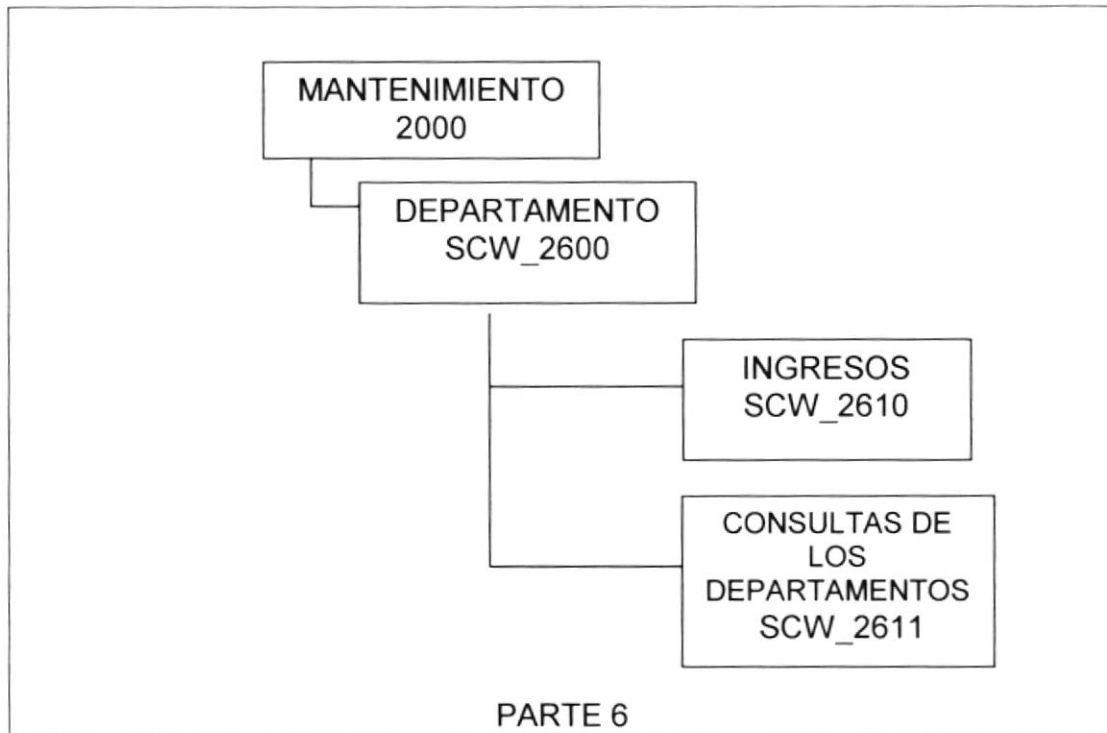 MANTENIMIENTO
2000
DEPARTAMENTO
SCW_2600
INGRESOS
SCW_2610
CONSULTAS DE
LOS
DEPARTAMENTOS
SCW_2611
PARTE 6